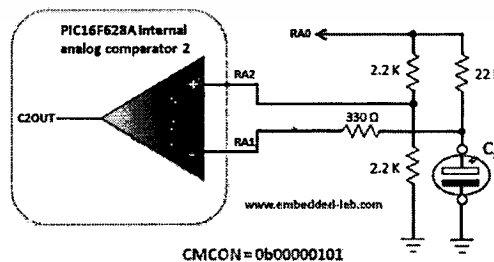 PIC16F628A internal
analog comparator 2
RA0
RA2
2.2 K
22
C2OUT
330 Ω
RA1
2.2 K
C
www.embedded-lab.com
CMCON = 0b00000101